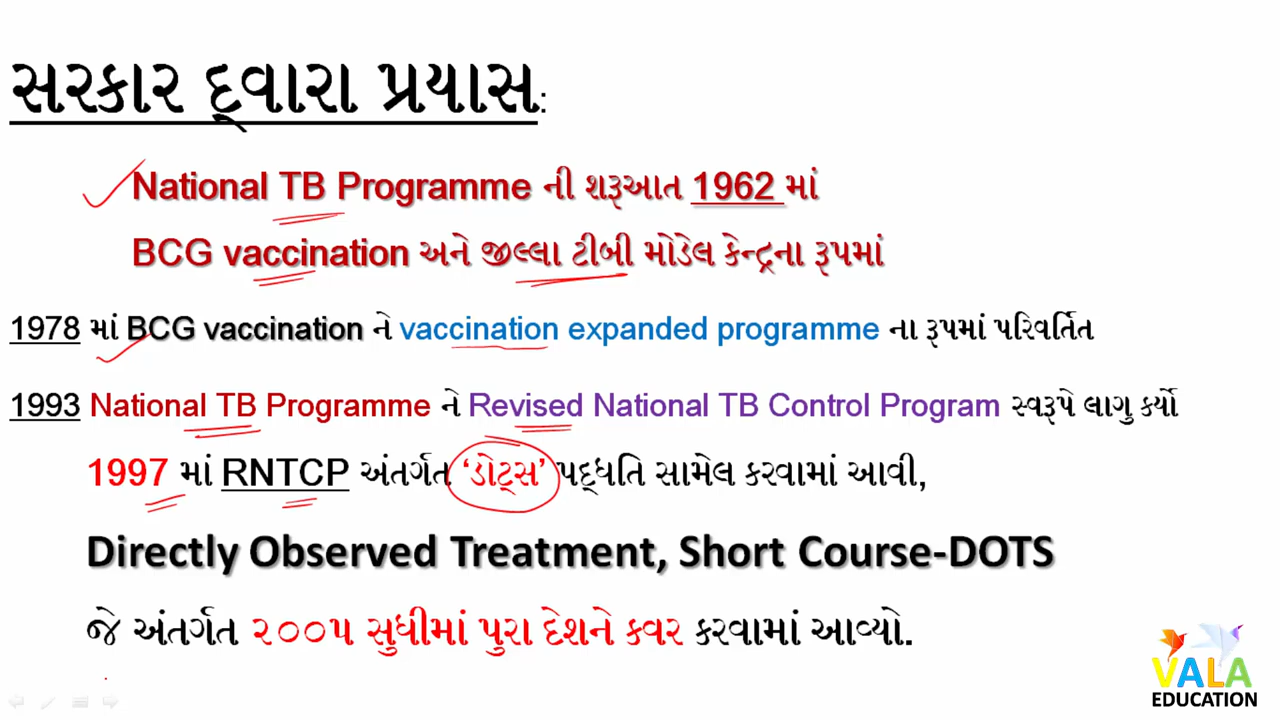 સરકાર દ્વારા પ્રયાસ:
National TB Programme ની શરૂઆત 1962 માં
BCG vaccination અને જીલ્લા ટીબી મોડેલ કેન્દ્રના રૂપમાં
1978 માં BCG vaccination ને vaccination expanded programme ના રૂપમાં પરિવર્તિત
1993 National TB Programme ને Revised National TB Control Program સ્વરૂપે લાગુ કર્યો
1997 માં RNTCP અંતર્ગત ‘ડોટ્સ’ પદ્ધતિ સામેલ કરવામાં આવી,
Directly Observed Treatment, Short Course-DOTS
જે અંતર્ગત ૨૦૦૫ સુધીમાં પુરા દેશને કવર કરવામાં આવ્યો.
VALA
EDUCATION